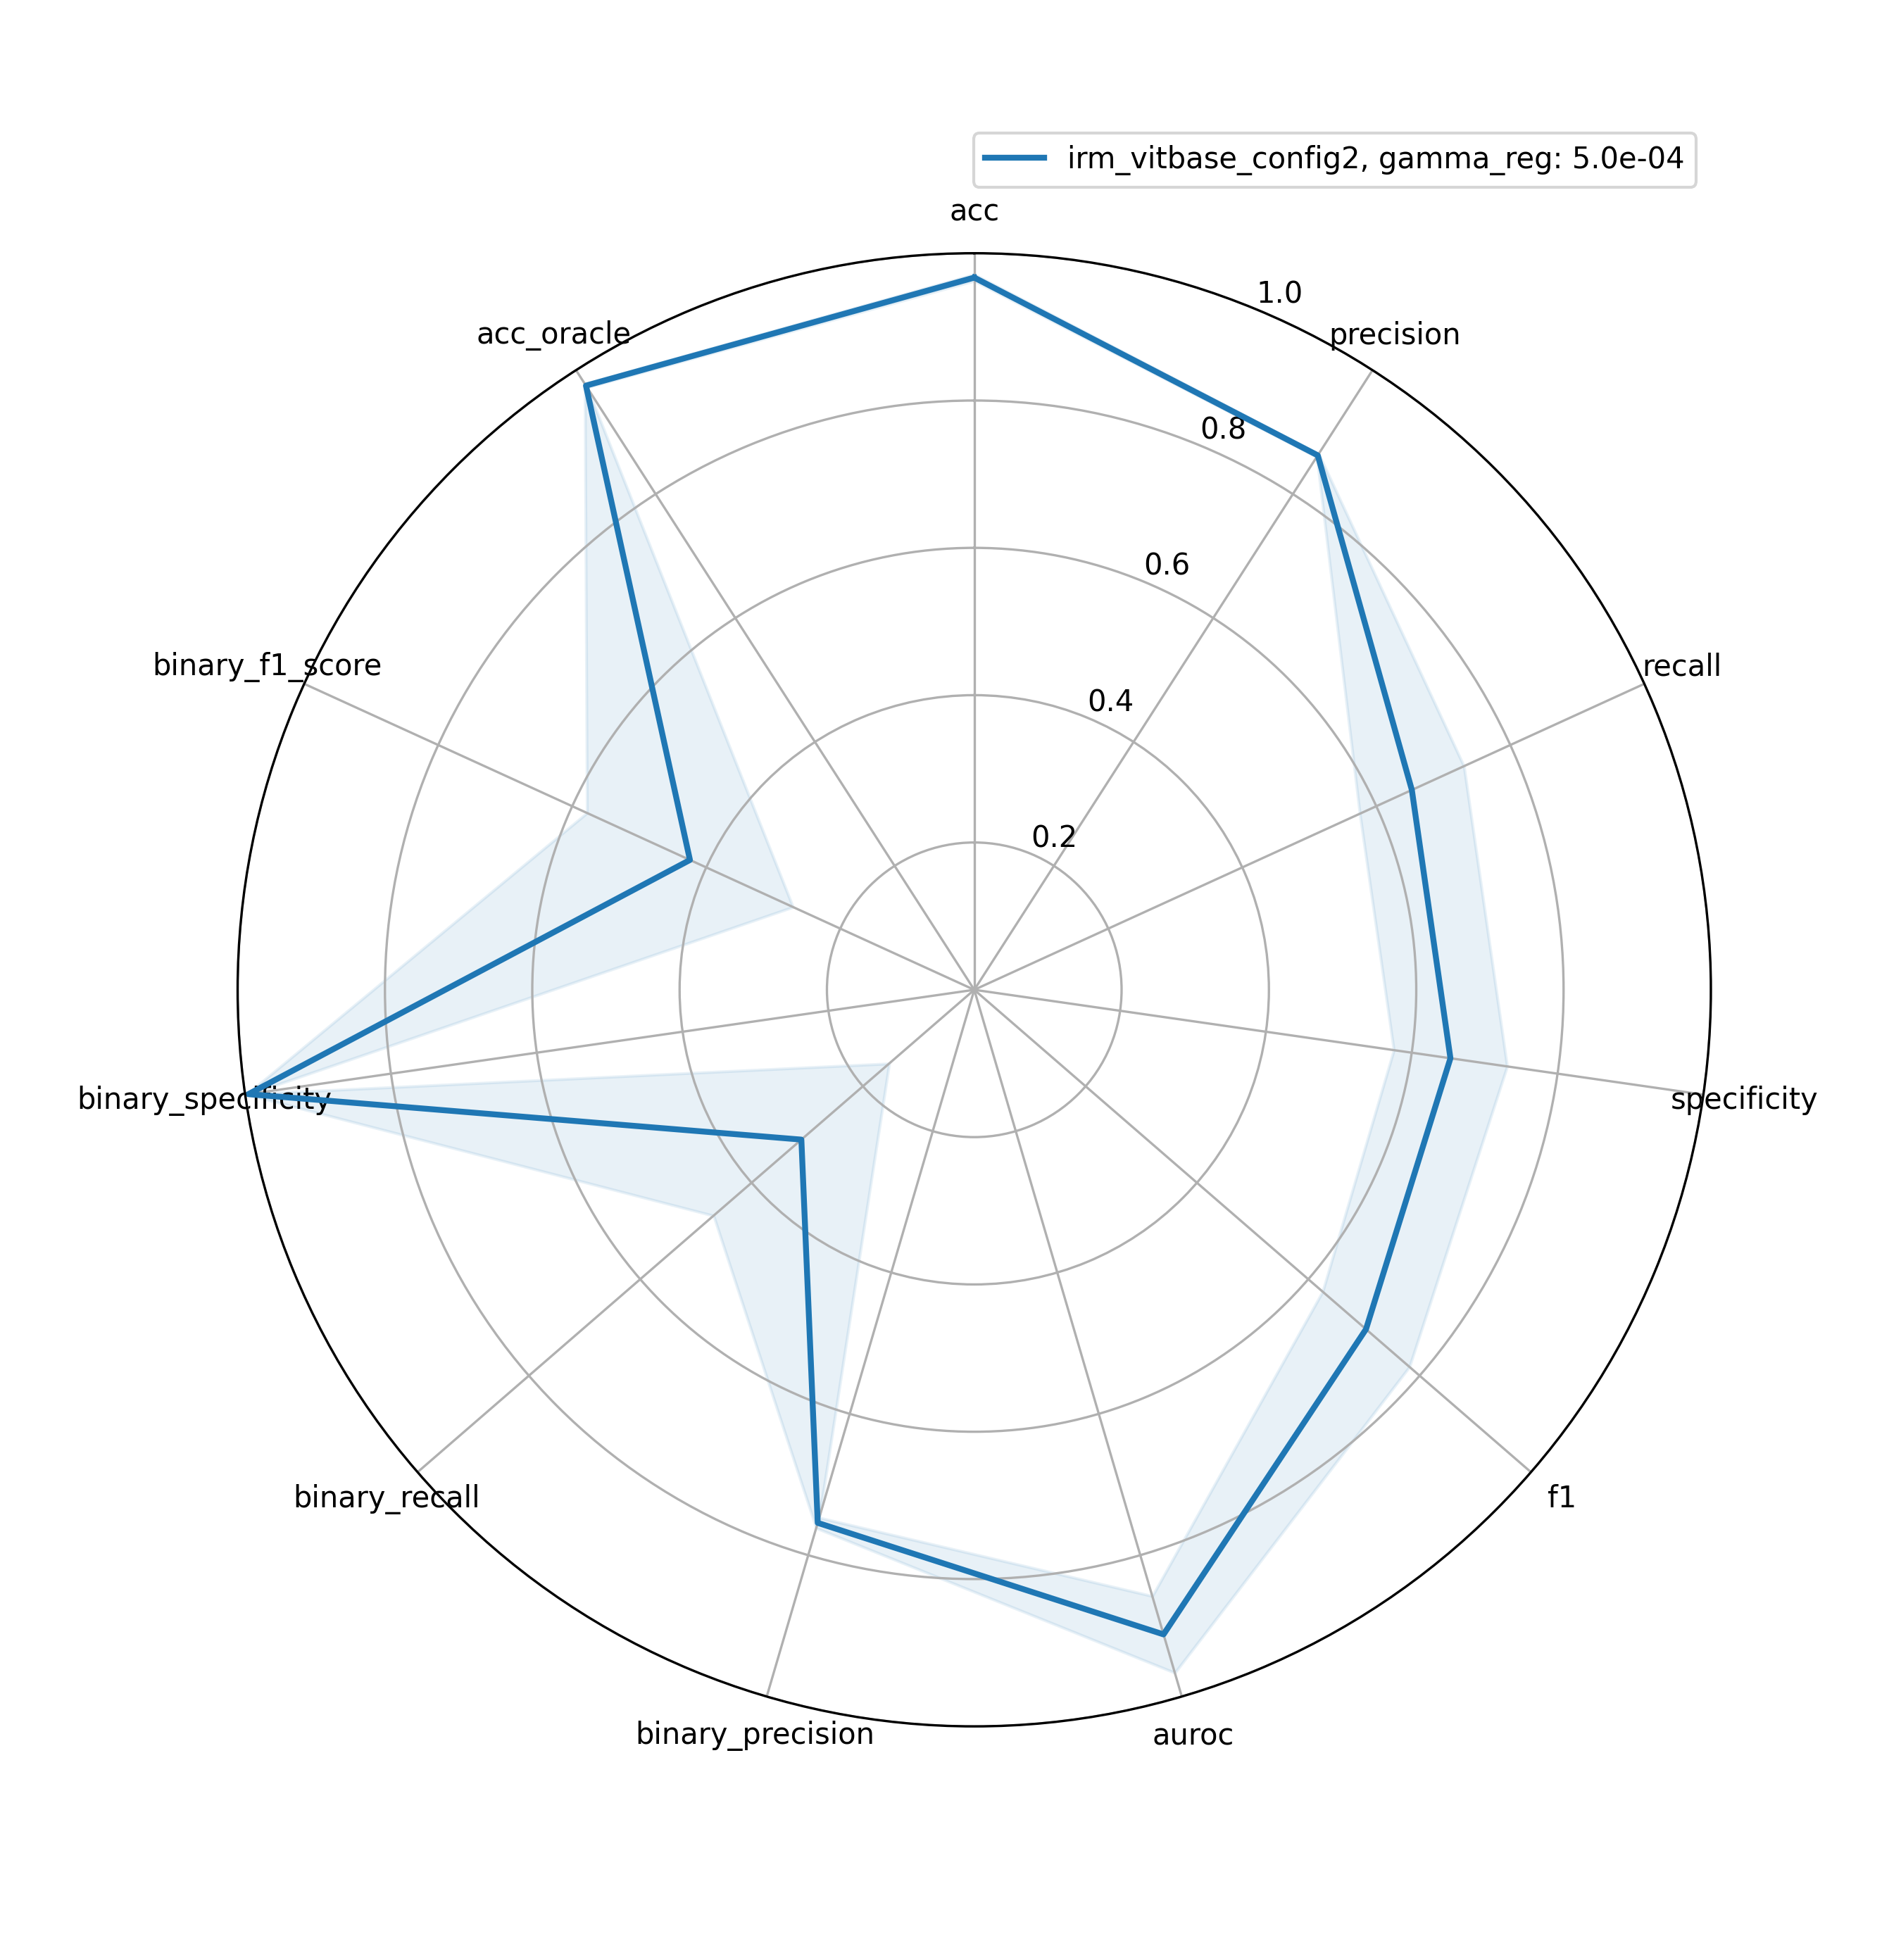 irm_vitbase_config2, gamma_reg: 5.0e-04
acc
1.0
acc_oracle
precision
0.8
0.6
binary_f1_score
recall
0.4
0.2
binary_specificity
specificity
binary_recall
f1
binary_precision
auroc